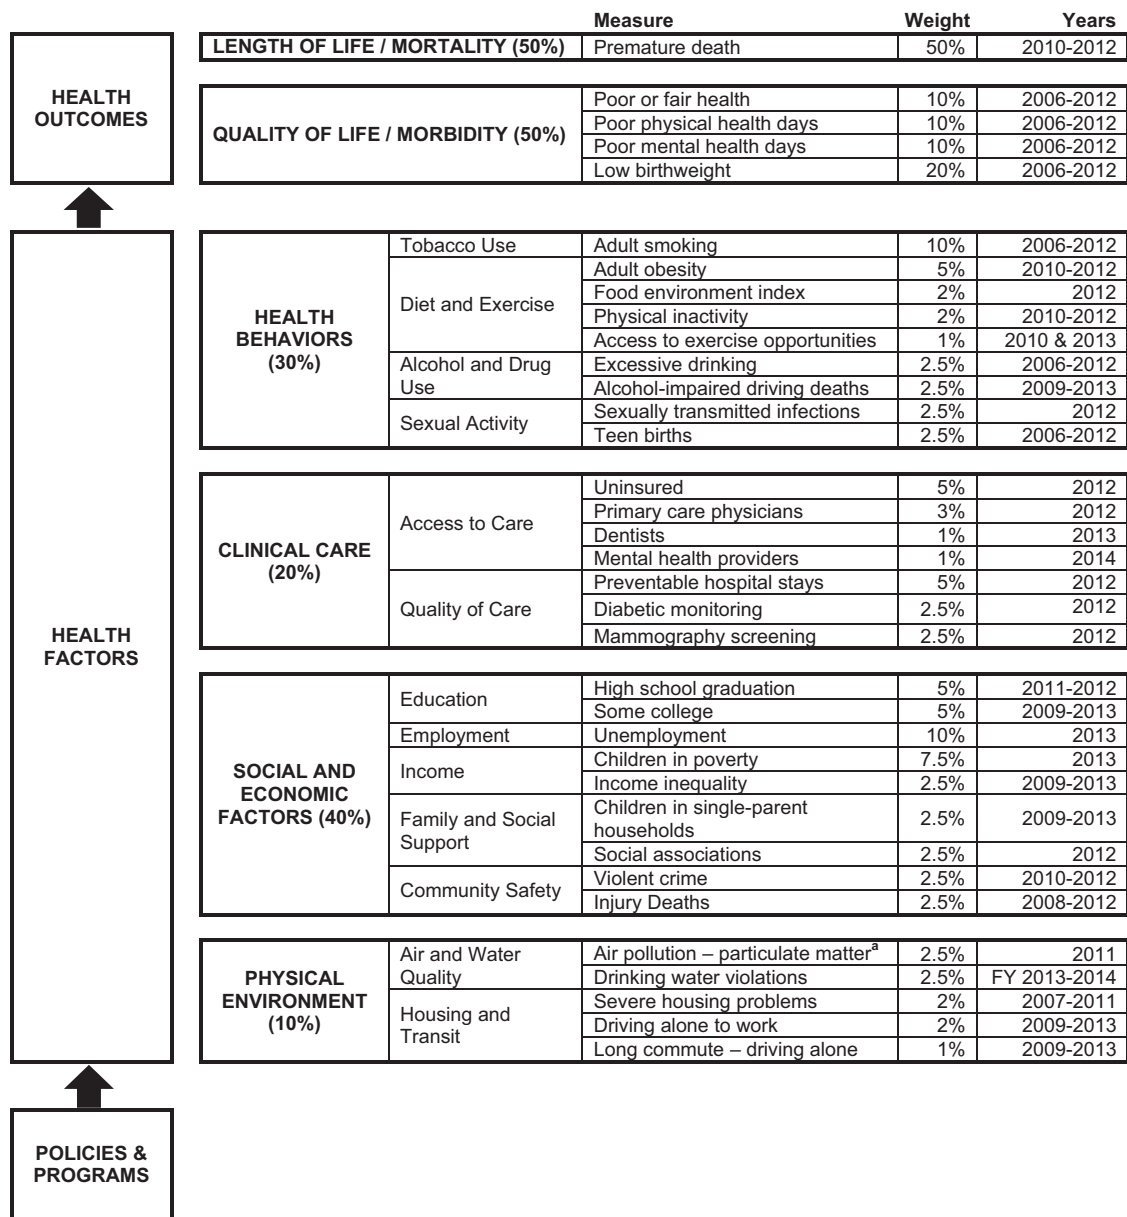 Measure Weight Years
LENGTH OF LIFE / MORTALITY (50%) Premature death 50% 2010-2012
HEALTH
OUTCOMES
QUALITY OF LIFE / MORBIDITY (50%)
Poor or fair health 10% 2006-2012
Poor physical health days 10% 2006-2012
Poor mental health days 10% 2006-2012
Low birthweight 20% 2006-2012
HEALTH
FACTORS
HEALTH
BEHAVIORS
(30%)
Tobacco Use Adult smoking 10% 2006-2012
Diet and Exercise
Adult obesity 5% 2010-2012
Food environment index 2% 2012
Physical inactivity 2% 2010-2012
Access to exercise opportunities 1% 2010 & 2013
Alcohol and Drug
Use
Excessive drinking 2.5% 2006-2012
Alcohol-impaired driving deaths 2.5% 2009-2013
Sexual Activity
Sexually transmitted infections 2.5% 2012
Teen births 2.5% 2006-2012
CLINICAL CARE
(20%)
Access to Care
Uninsured 5% 2012
Primary care physicians 3% 2012
Dentists 1% 2013
Mental health providers 1% 2014
Quality of Care
Preventable hospital stays 5% 2012
Diabetic monitoring 2.5% 2012
Mammography screening 2.5% 2012
SOCIAL AND
ECONOMIC
FACTORS (40%)
Education
High school graduation 5% 2011-2012
Some college 5% 2009-2013
Employment Unemployment 10% 2013
Income
Children in poverty 7.5% 2013
Income inequality 2.5% 2009-2013
Family and Social
Support
Children in single-parent
households 2.5% 2009-2013
Social associations 2.5% 2012
Community Safety
Violent crime 2.5% 2010-2012
Injury Deaths 2.5% 2008-2012
PHYSICAL
ENVIRONMENT
(10%)
Air and Water
Quality
Air pollution – particulate matterᵃ 2.5% 2011
Drinking water violations 2.5% FY 2013-2014
Housing and
Transit
Severe housing problems 2% 2007-2011
Driving alone to work 2% 2009-2013
Long commute – driving alone 1% 2009-2013
POLICIES &
PROGRAMS